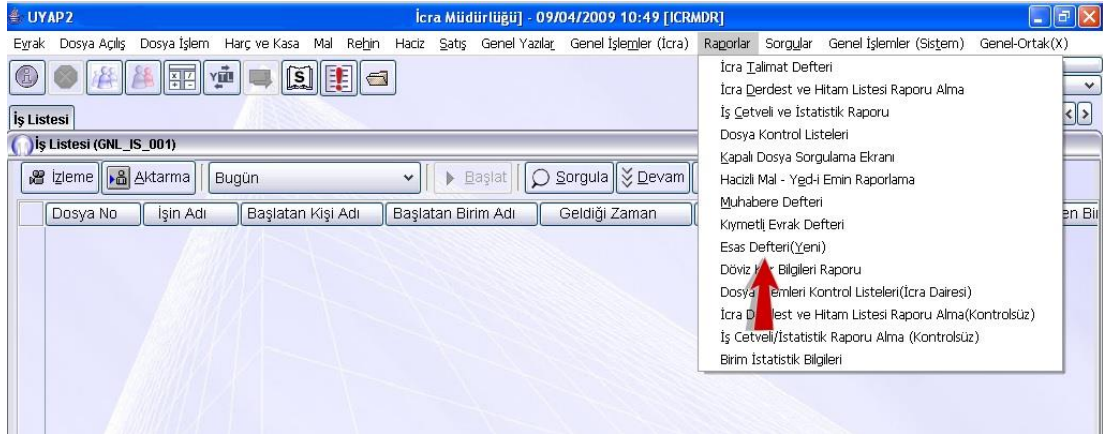 UYAP2 İcra Müdürlüğü] - 09/04/2009 10:49 [ICRMDR]
Evrak Dosya Açılış Dosya İşlem Harç ve Kasa Mal Rehin Haciz Satış Genel Yazılar Genel İşlemler (İcra) Raporlar Sorgular Genel İşlemler (Sistem) Genel-Ortak(X)
İş Listesi
İş Listesi (GNL_IS_001)
İzleme Aktarma Bugün Başlat Sorgula Devam
Dosya No İşin Adı Başlatan Kişi Adı Başlatan Birim Adı Geldiği Zaman
İcra Talimat Defteri
İcra Derdest ve Hitam Listesi Raporu Alma
İş Cetveli ve İstatistik Raporu
Dosya Kontrol Listeleri
Kapalı Dosya Sorgulama Ekranı
Hacizli Mal - Yed-i Emin Raporlama
Muhabere Defteri
Kıymetli Evrak Defteri
Esas Defteri(Yeni)
Döviz Bilgileri Raporu
Dosya Kontrol Listeleri(İcra Dairesi)
İcra ve Hitam Listesi Raporu Alma(Kontrolsüz)
İş Cetveli/İstatistik Raporu Alma (Kontrolsüz)
Birim İstatistik Bilgileri